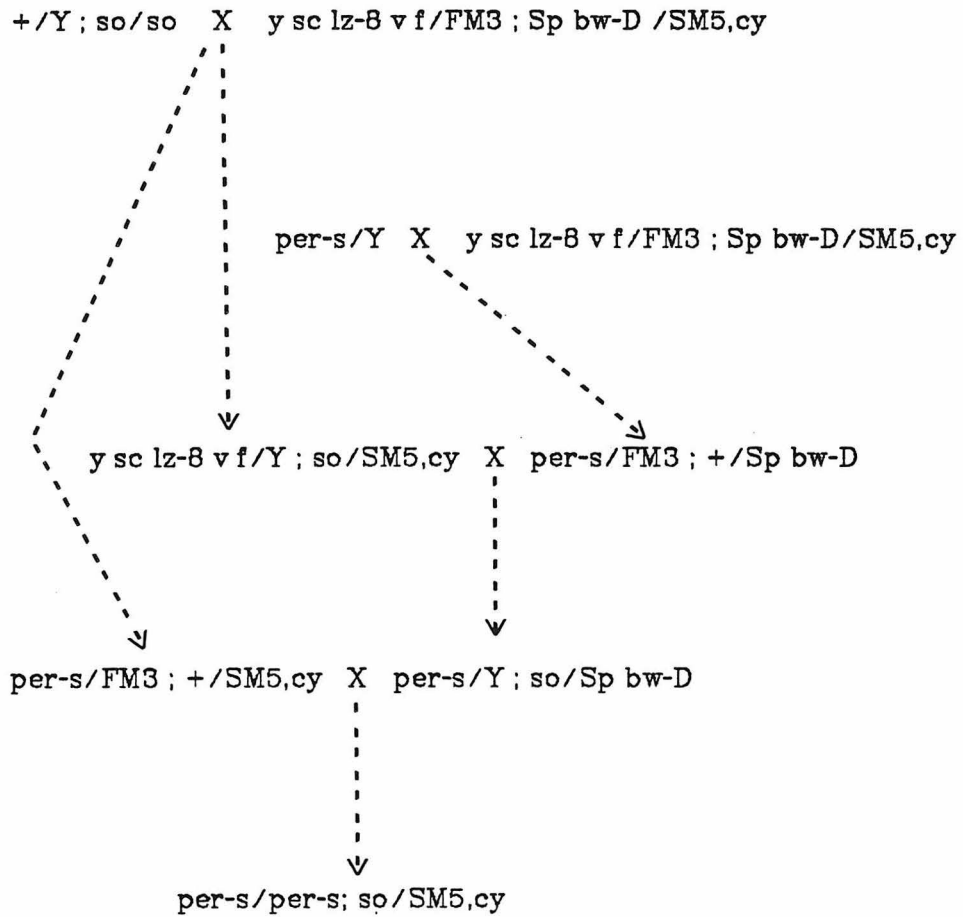 +/Y ; so/so X y sc lz-8 v f/FM3 ; Sp bw-D /SM5,cy
per-s/Y X y sc lz-8 v f/FM3 ; Sp bw-D/SM5,cy
y sc lz-8 v f/Y ; so/SM5,cy X per-s/FM3 ; +/Sp bw-D
per-s/FM3 ; +/SM5,cy X per-s/Y ; so/Sp bw-D
per-s/per-s; so/SM5,cy